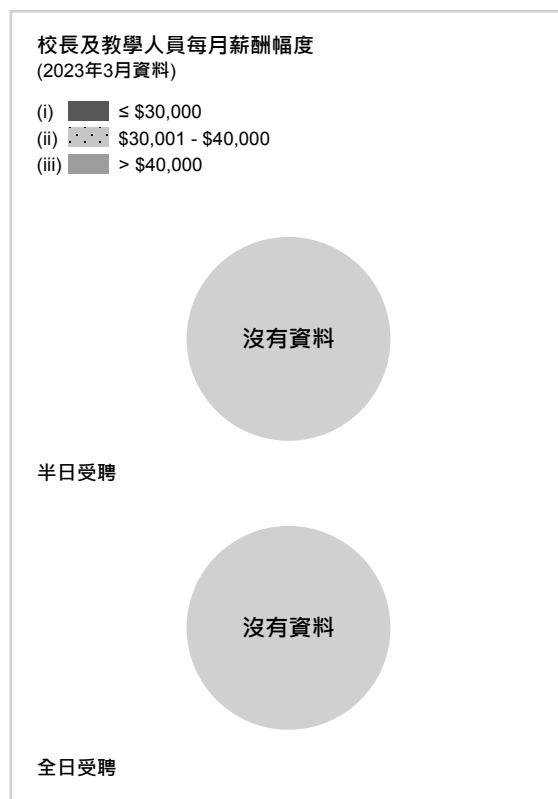 校長及教學人員每月薪酬幅度
(2023年3月資料)
(i) ≤ $30,000
(ii) $30,001 - $40,000
(iii) > $40,000
沒有資料
半日受聘
沒有資料
全日受聘